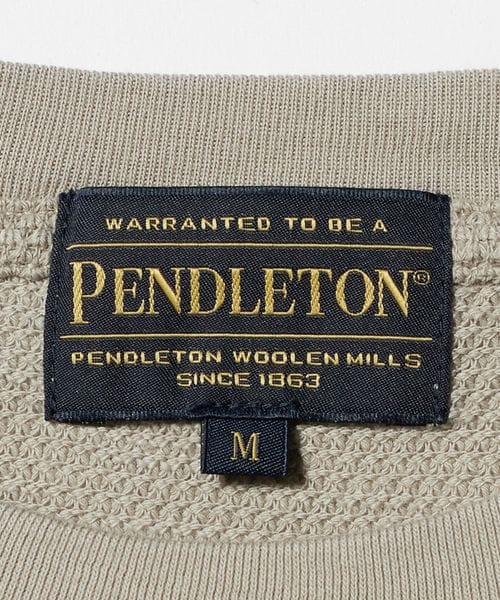 WARRANTED TO BE A
PENDLETON®
PENDLETON WOOLEN MILLS
SINCE 1863
M